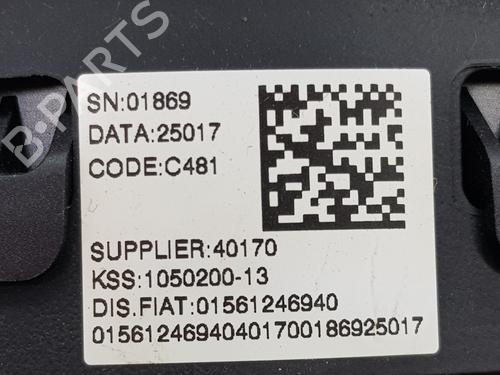 B-PARTS
SN:01869
DATA:25017
CODE:C481
SUPPLIER:40170
KSS:1050200-13
DIS.FIAT:01561246940
01561246940401700186925017